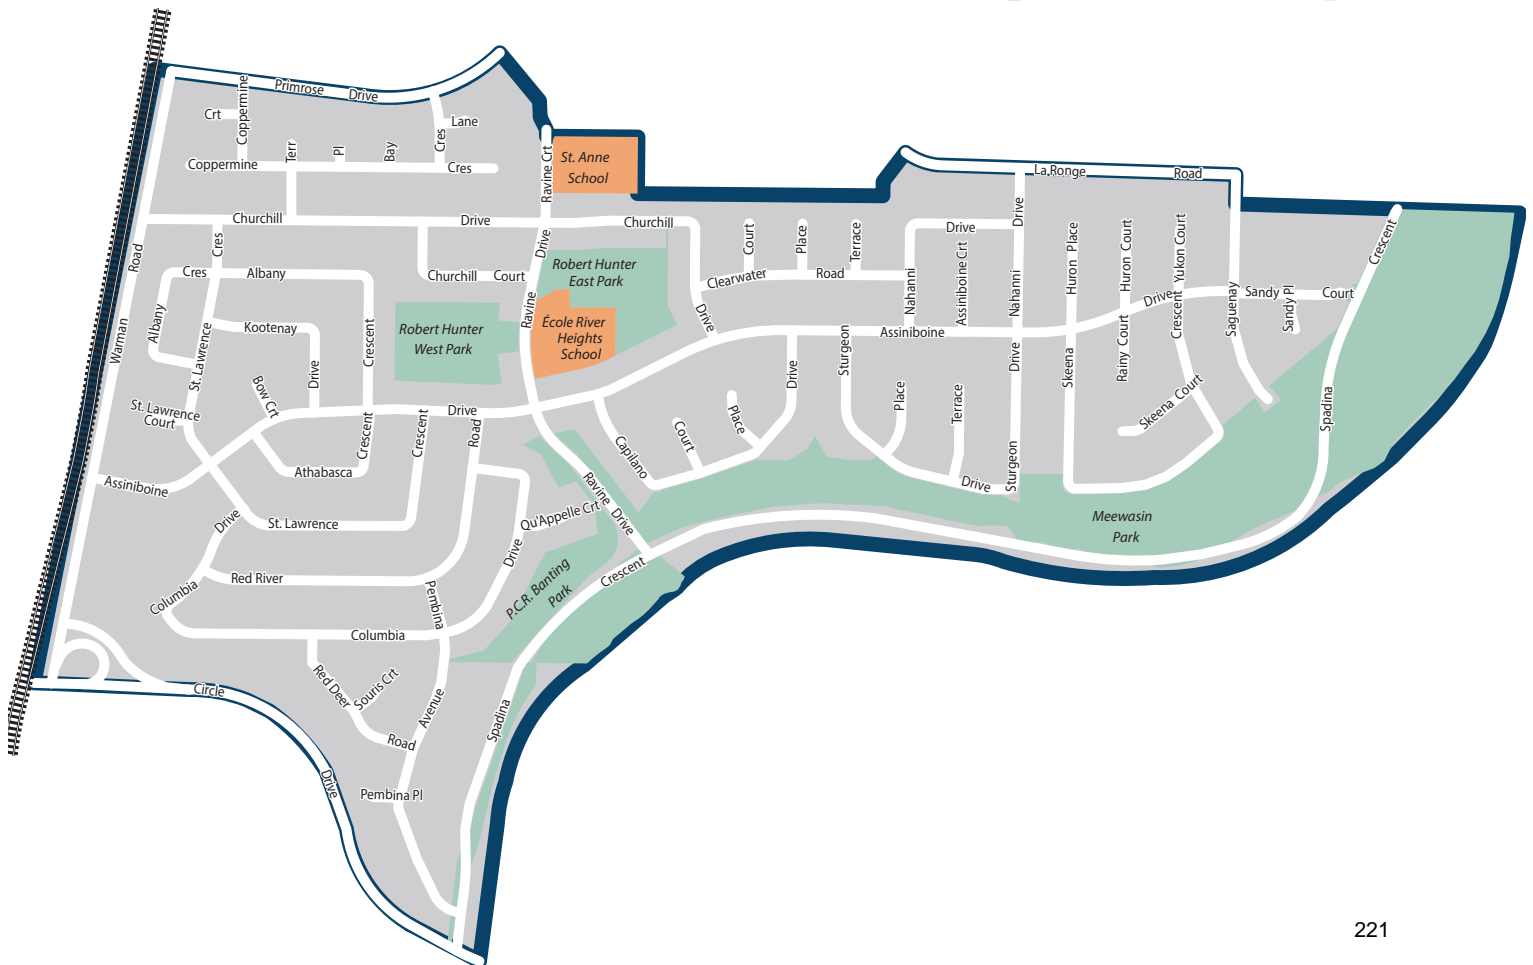 Primrose Drive
Coppermine
Crt
Lane
Cres
Terr
Pl
Bay
Coppermine Cres
Ravine Crt
St. Anne
School
La Ronge Road
Churchill Drive Churchill
Road
Cres
Drive
Court
Place
Terrace
Drive
Drive
Huron Place
Huron Court
Yukon Court
Crescent
Cres Albany
Churchill Court
Robert Hunter
East Park
Clearwater Road
Nahanni
Assiniboine Crt
Nahanni
Drive
Crescent
Saguenay
Sandy Court
Sandy Pl
Albany
Kootenay
Crescent
Robert Hunter
West Park
Ravine
École River
Heights
School
Drive
Assiniboine
Warman
St. Lawrence
Drive
Bow Crt
Drive
Sturgeon
Drive
Skeena
Rainy Court
St. Lawrence
Court
Drive
Crescent
Crescent
Road
Capilano
Court
Place
Place
Terrace
Skeena Court
Spadina
Assiniboine
Athabasca
Drive
Sturgeon
Drive
St. Lawrence
Ravine
Drive
Qu'Appelle Crt
Meewasin
Park
Red River
Columbia
Pembina
Drive
P.C.R. Banting
Park
Crescent
Columbia
Red Deer
Souris Crt
Circle
Avenue
Spadina
Road
Drive
Pembina Pl
221